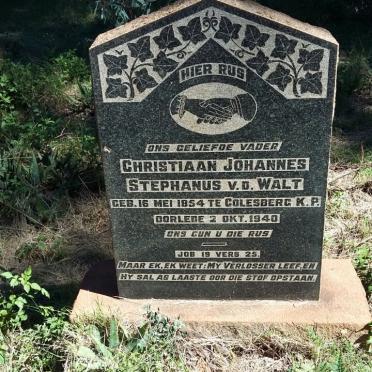 HIER RUS
ONS GELIEFDE VADER
CHRISTIAAN JOHANNES
STEPHANUS V.D. WALT
GEB. 16 MEI 1854 TE COLESBERG K.P.
OORLEDE 2 OKT. 1940
ONS GUN U DIE RUS
JOB 19 VERS 25.
MAAR EK, EK WEET: MY VERLOSSER LEEF, EN
HY SAL AS LAASTE OOR DIE STOF OPSTAAN.